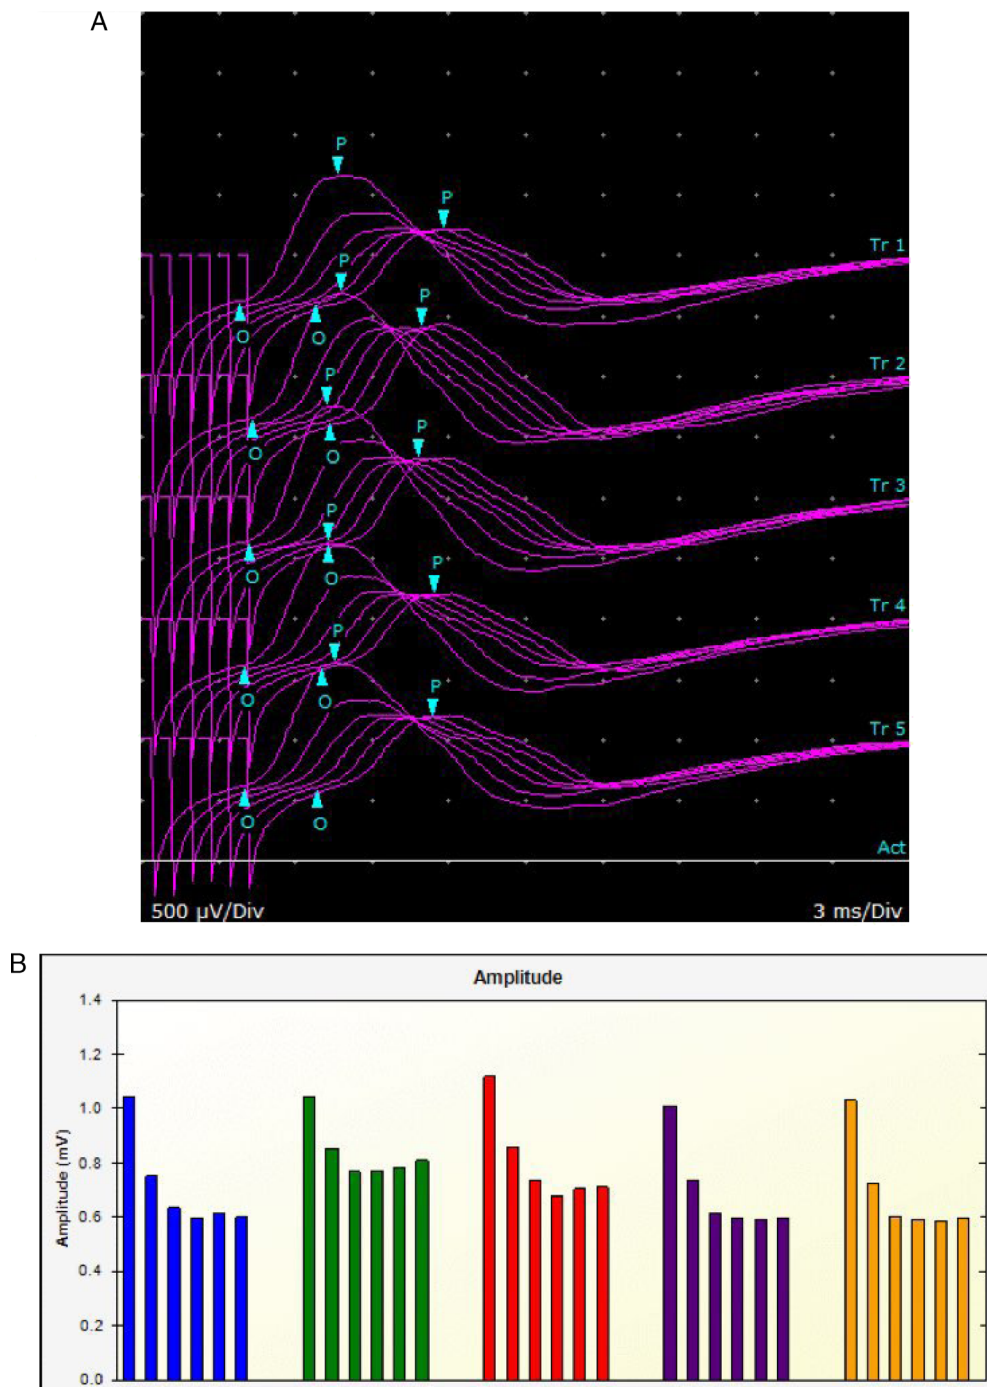 A
P
P
Tr 1
P
O
O
P
Tr 2
P
O
O
P
Tr 3
P
O
O
P
Tr 4
P
O
O
P
Tr 5
O
O
Act
500 µV/Div
3 ms/Div
B
Amplitude
1.4
1.2
1.0
0.8
0.6
0.4
0.2
0.0
Amplitude (mV)